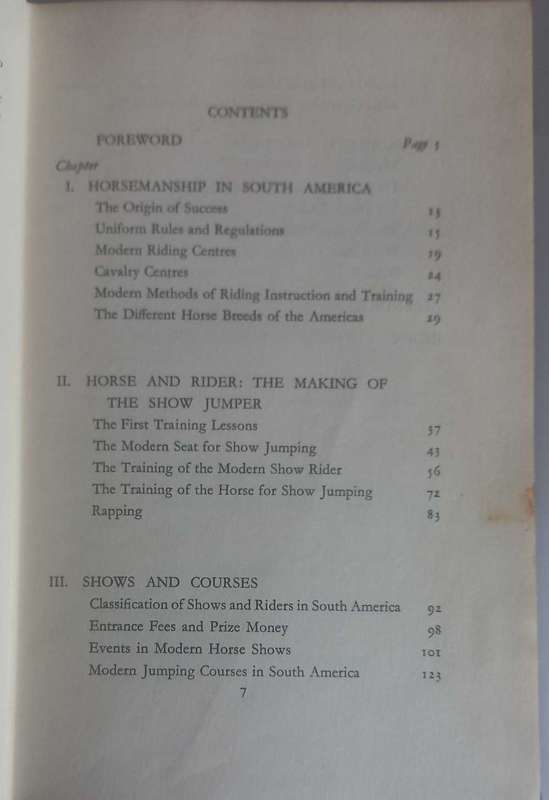 CONTENTS
FOREWORD Page 5
Chapter
I. HORSEMANSHIP IN SOUTH AMERICA
The Origin of Success 13
Uniform Rules and Regulations 15
Modern Riding Centres 19
Cavalry Centres 24
Modern Methods of Riding Instruction and Training 27
The Different Horse Breeds of the Americas 29
II. HORSE AND RIDER: THE MAKING OF
THE SHOW JUMPER
The First Training Lessons 37
The Modern Seat for Show Jumping 43
The Training of the Modern Show Rider 56
The Training of the Horse for Show Jumping 72
Rapping 83
III. SHOWS AND COURSES
Classification of Shows and Riders in South America 92
Entrance Fees and Prize Money 98
Events in Modern Horse Shows 101
Modern Jumping Courses in South America 123
7